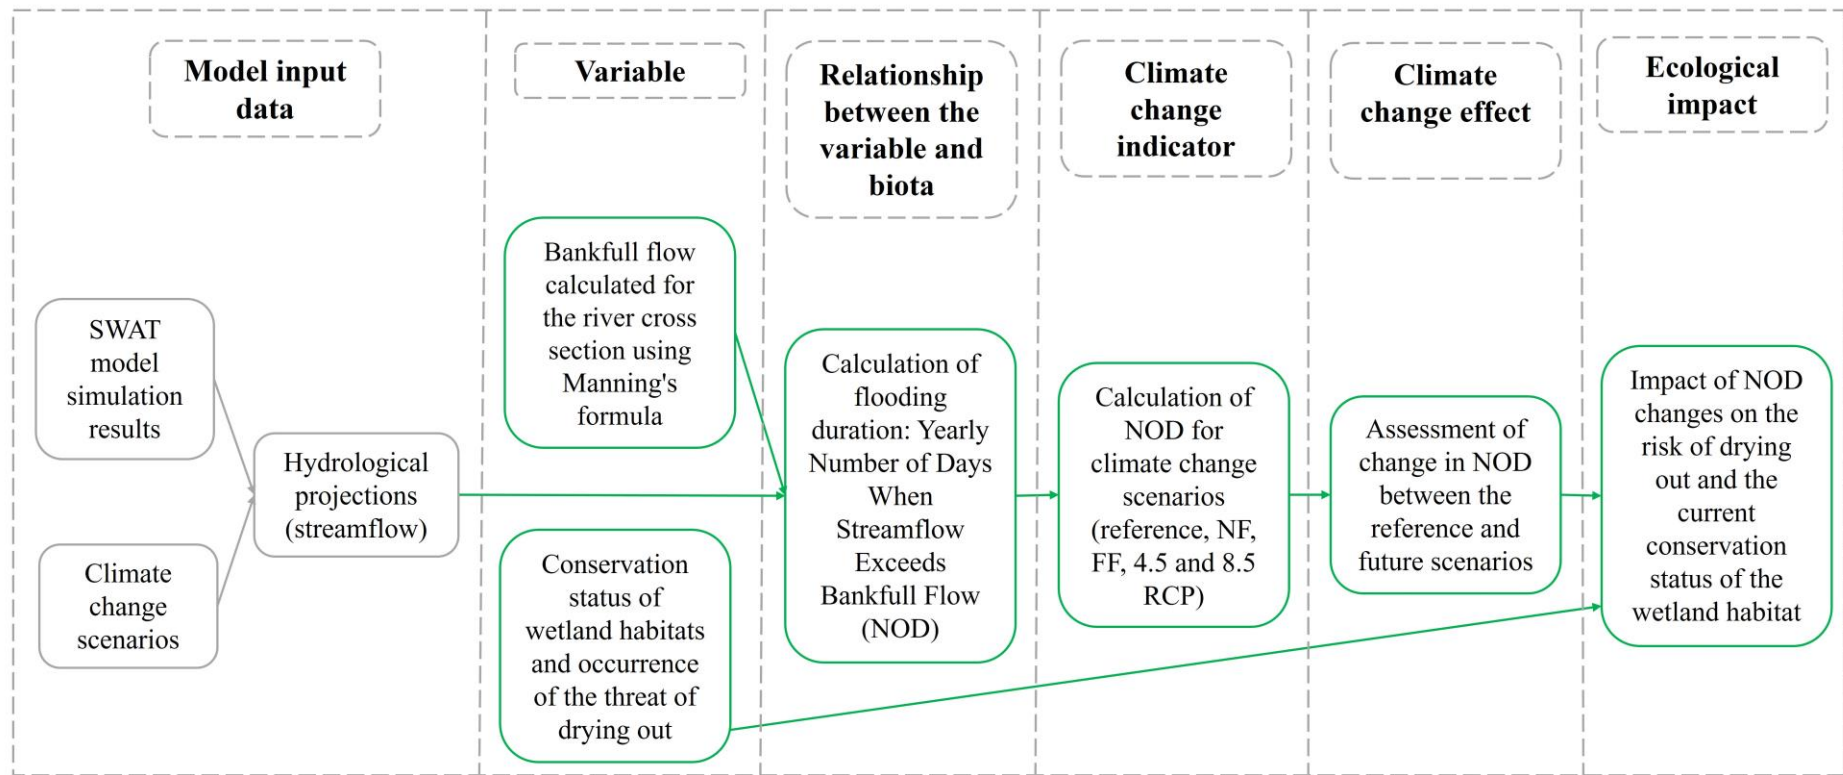 Model input
data
Variable
Relationship
between the
variable and
biota
Climate
change
indicator
Climate
change effect
Ecological
impact
SWAT
model
simulation
results
Climate
change
scenarios
Hydrological
projections
(streamflow)
Bankfull flow
calculated for
the river cross
section using
Manning's
formula
Conservation
status of
wetland habitats
and occurrence
of the threat of
drying out
Calculation of
flooding
duration: Yearly
Number of Days
When
Streamflow
Exceeds
Bankfull Flow
(NOD)
Calculation of
NOD for
climate change
scenarios
(reference, NF,
FF, 4.5 and 8.5
RCP)
Assessment of
change in NOD
between the
reference and
future scenarios
Impact of NOD
changes on the
risk of drying
out and the
current
conservation
status of the
wetland habitat